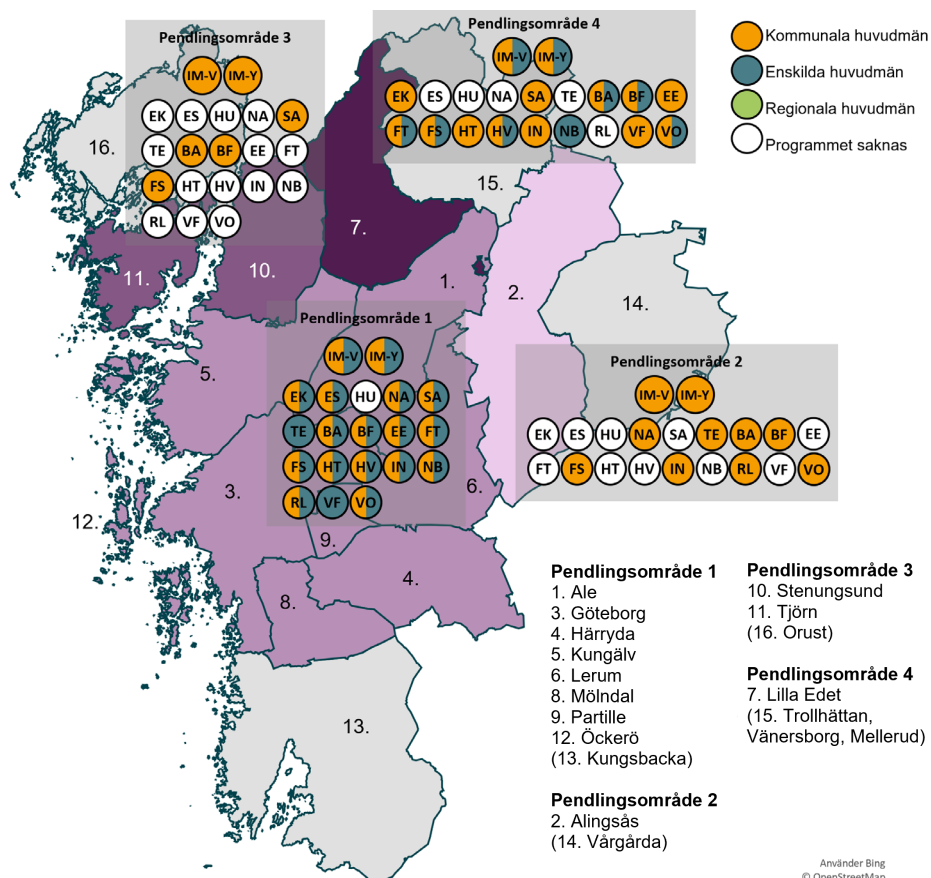 Pendlingsområde 3
IM-V IM-Y
EK ES HU NA SA
TE BA BF EE FT
FS HT HV IN NB
RL VF VO
Pendlingsområde 4
IM-V IM-Y
EK ES HU NA SA TE BA BF EE
FT FS HT HV IN NB RL VF VO
Kommunala huvudmän
Enskilda huvudmän
Regionala huvudmän
Programmet saknas
16.
15.
7.
11.
10.
1.
2.
14.
Pendlingsområde 1
IM-V IM-Y
EK ES HU NA SA
TE BA BF EE FT
FS HT HV IN NB
RL VF VO
Pendlingsområde 2
IM-V IM-Y
EK ES HU NA SA TE BA BF EE
FT FS HT HV IN NB RL VF VO
5.
3.
6.
12.
9.
4.
8.
13.
Pendlingsområde 1
1. Ale
3. Göteborg
4. Härryda
5. Kungälv
6. Lerum
8. Mölndal
9. Partille
12. Öckerö
(13. Kungsbacka)
Pendlingsområde 2
2. Alingsås
(14. Vårgårda)
Pendlingsområde 3
10. Stenungsund
11. Tjörn
(16. Orust)
Pendlingsområde 4
7. Lilla Edet
(15. Trollhättan,
Vänersborg, Mellerud)
Använder Bing
© OpenStreetMap